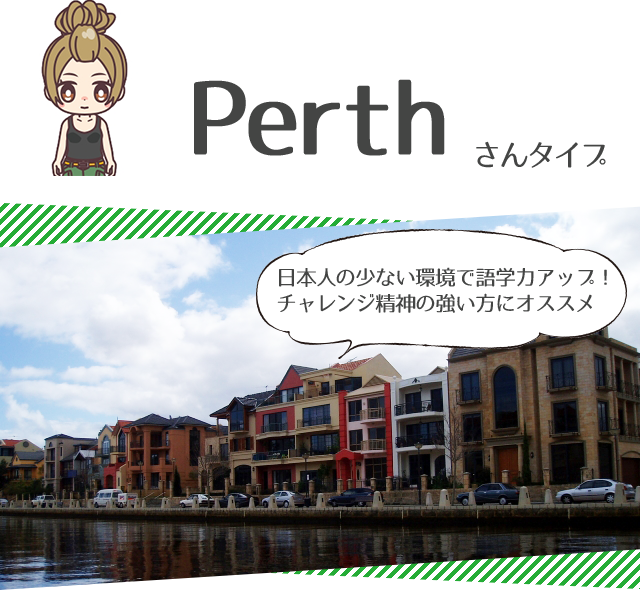 Perth
さんタイプ
日本人の少ない環境で語学力アップ！
チャレンジ精神の強い方にオススメ